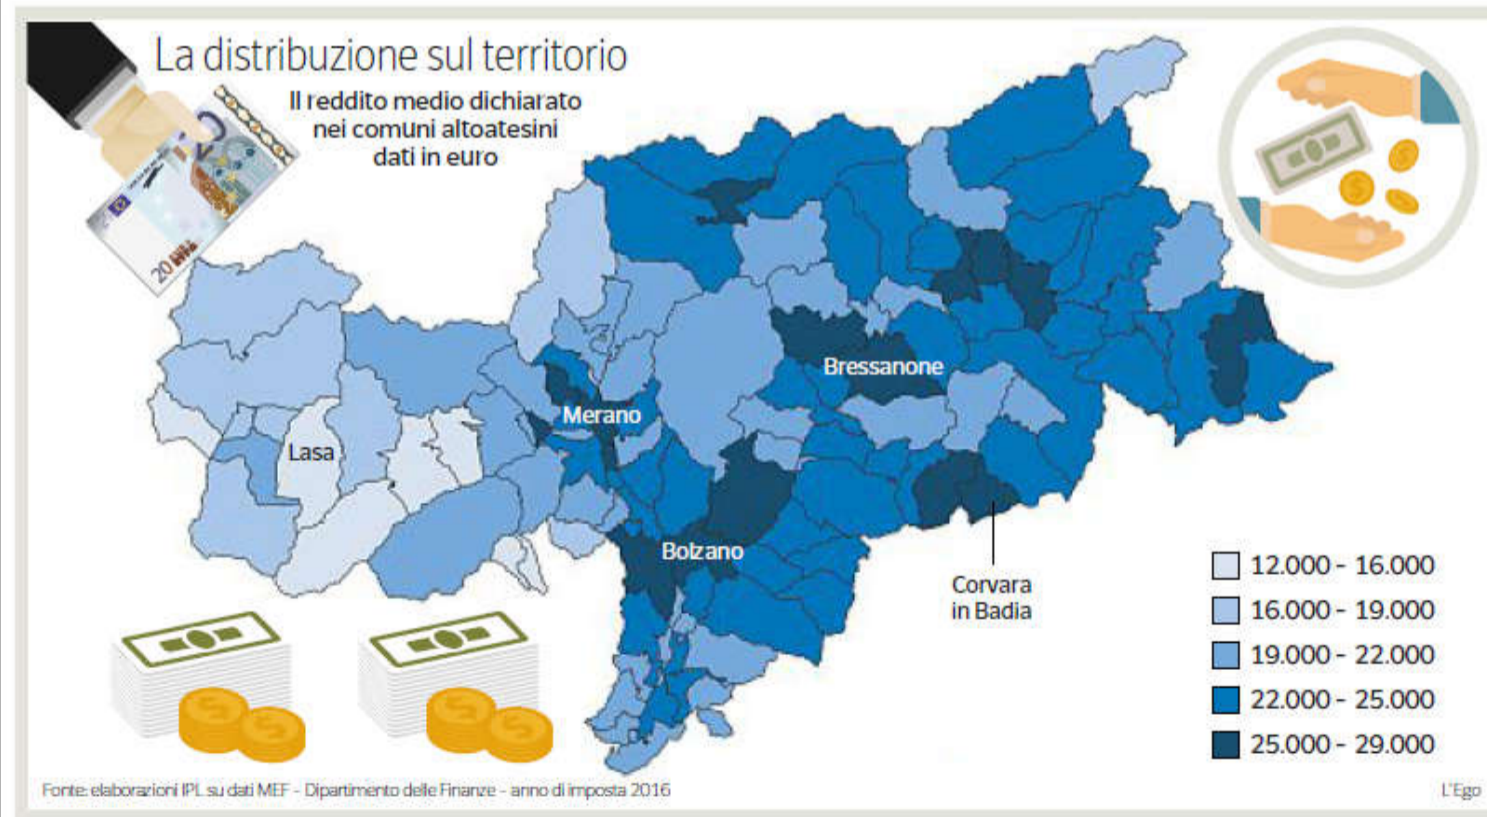 La distribuzione sul territorio
Il reddito medio dichiarato
nei comuni altoatesini
dati in euro
20
Bressanone
Merano
Lasa
Bolzano
Corvara
in Badia
12.000 - 16.000
16.000 - 19.000
19.000 - 22.000
22.000 - 25.000
25.000 - 29.000
Fonte: elaborazioni IPL su dati MEF - Dipartimento delle Finanze - anno di imposta 2016
L'Ego